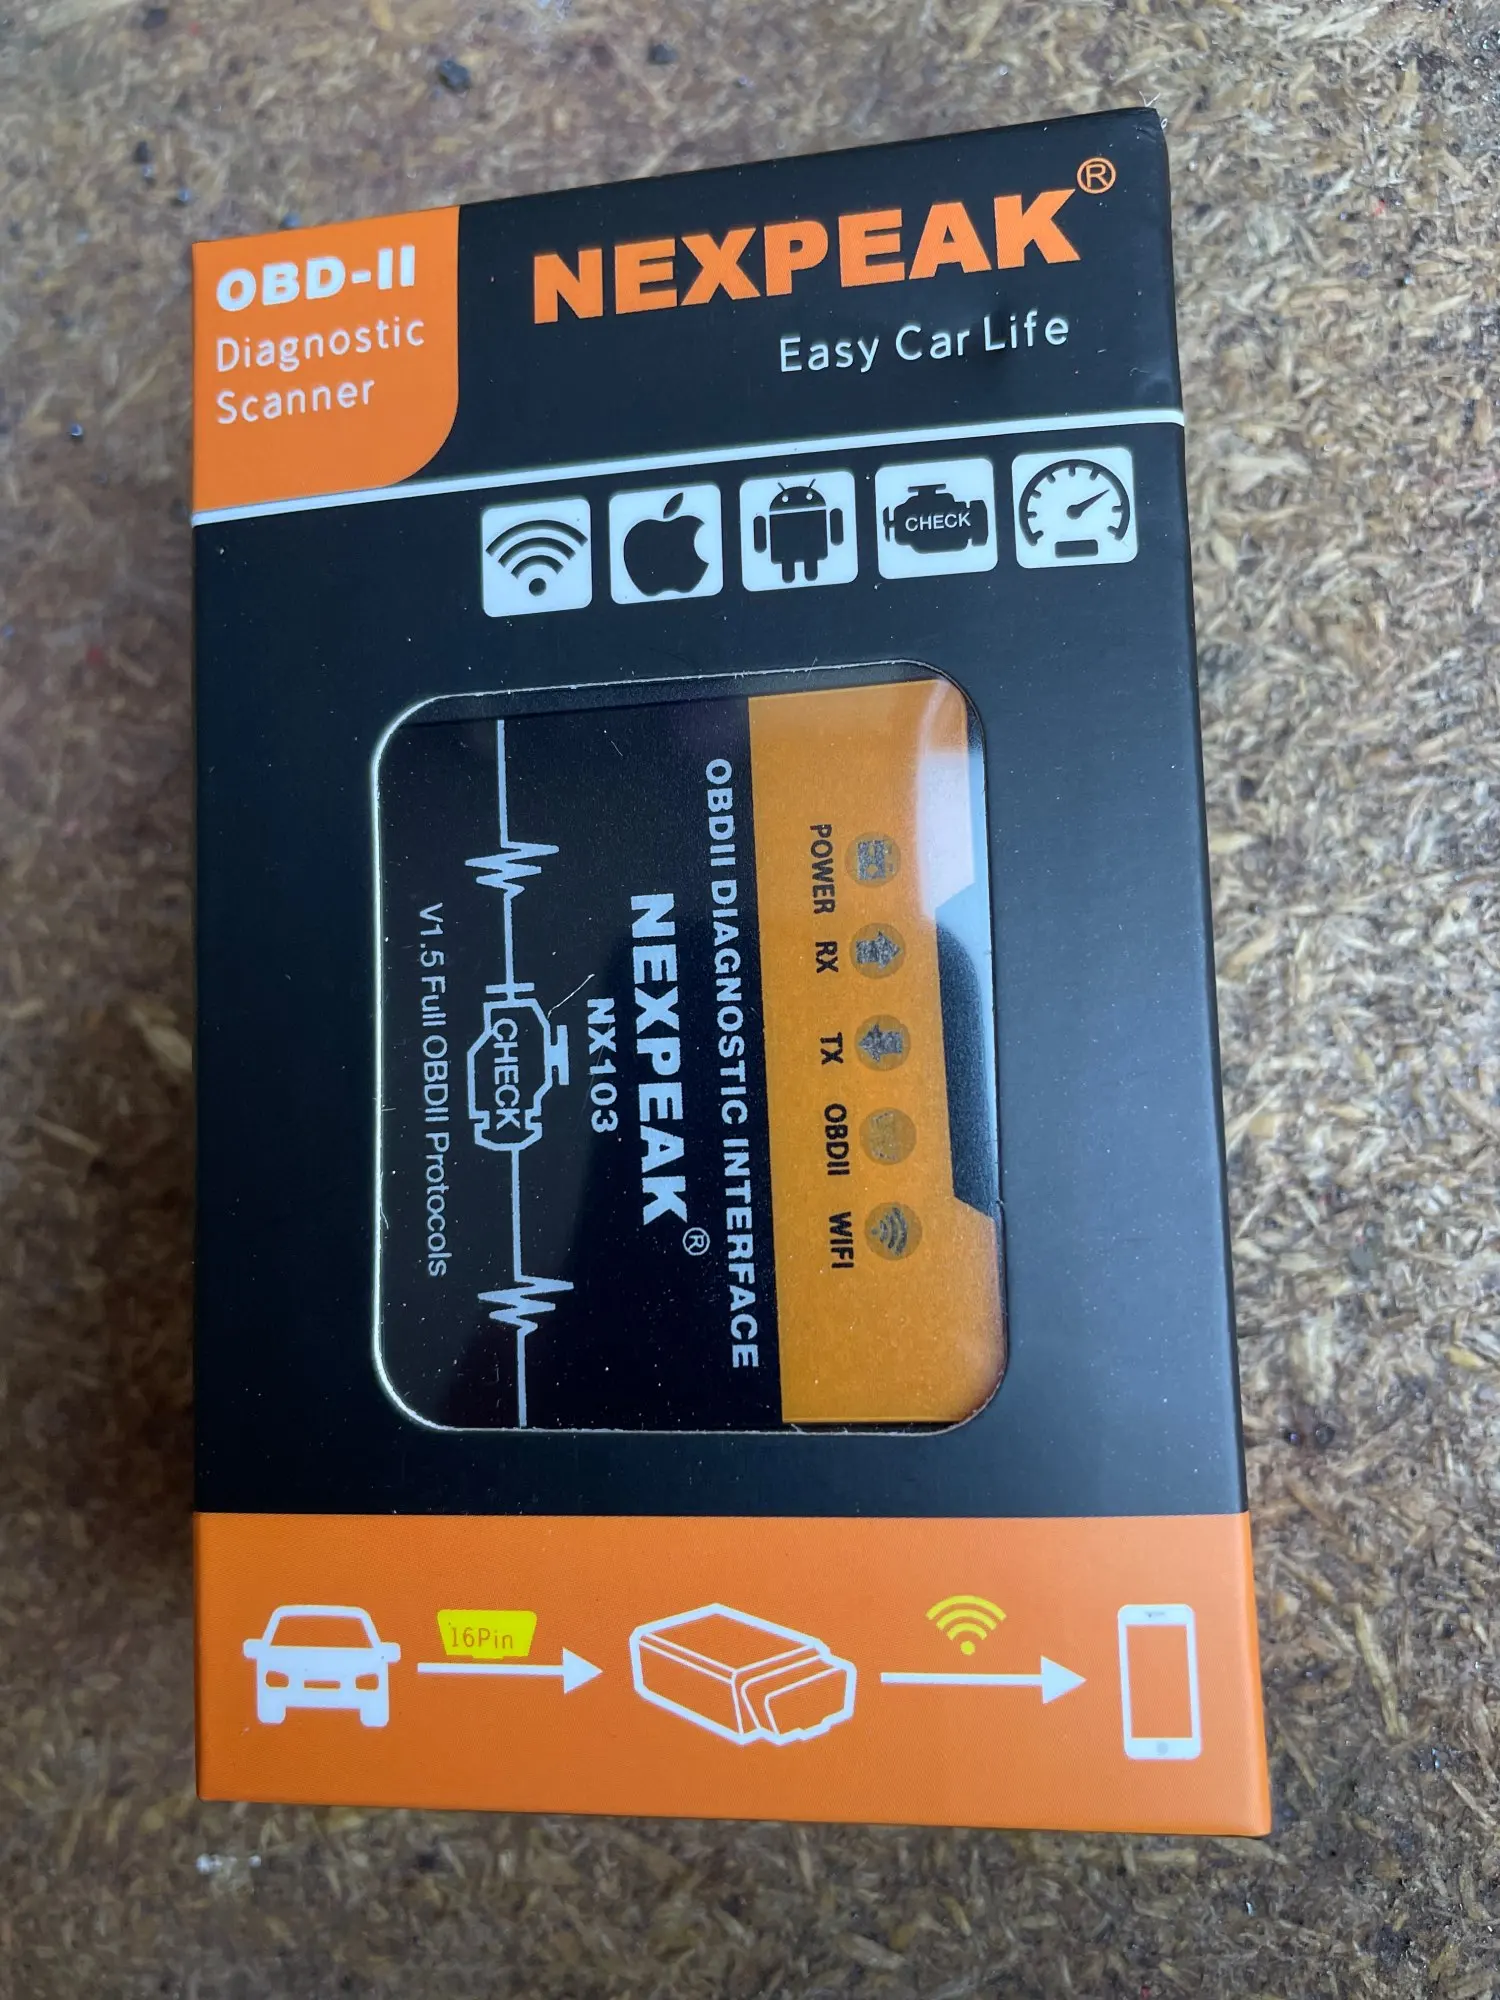 OBD-II
Diagnostic
Scanner
NEXPEAK®
Easy Car Life
CHECK
POWER
RX
TX
OBDII
WIFI
OBDII DIAGNOSTIC INTERFACE
NEXPEAK®
NX103
CHECK
V1.5 Full OBDII Protocols
16Pin